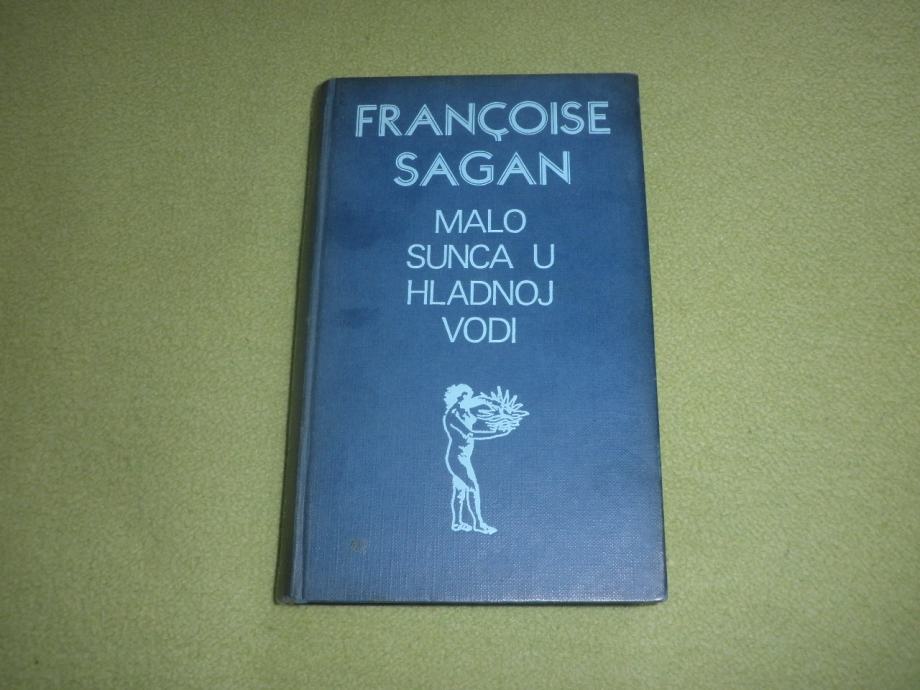 FRANÇOISE
SAGAN
MALO
SUNCA U
HLADNOJ
VODI